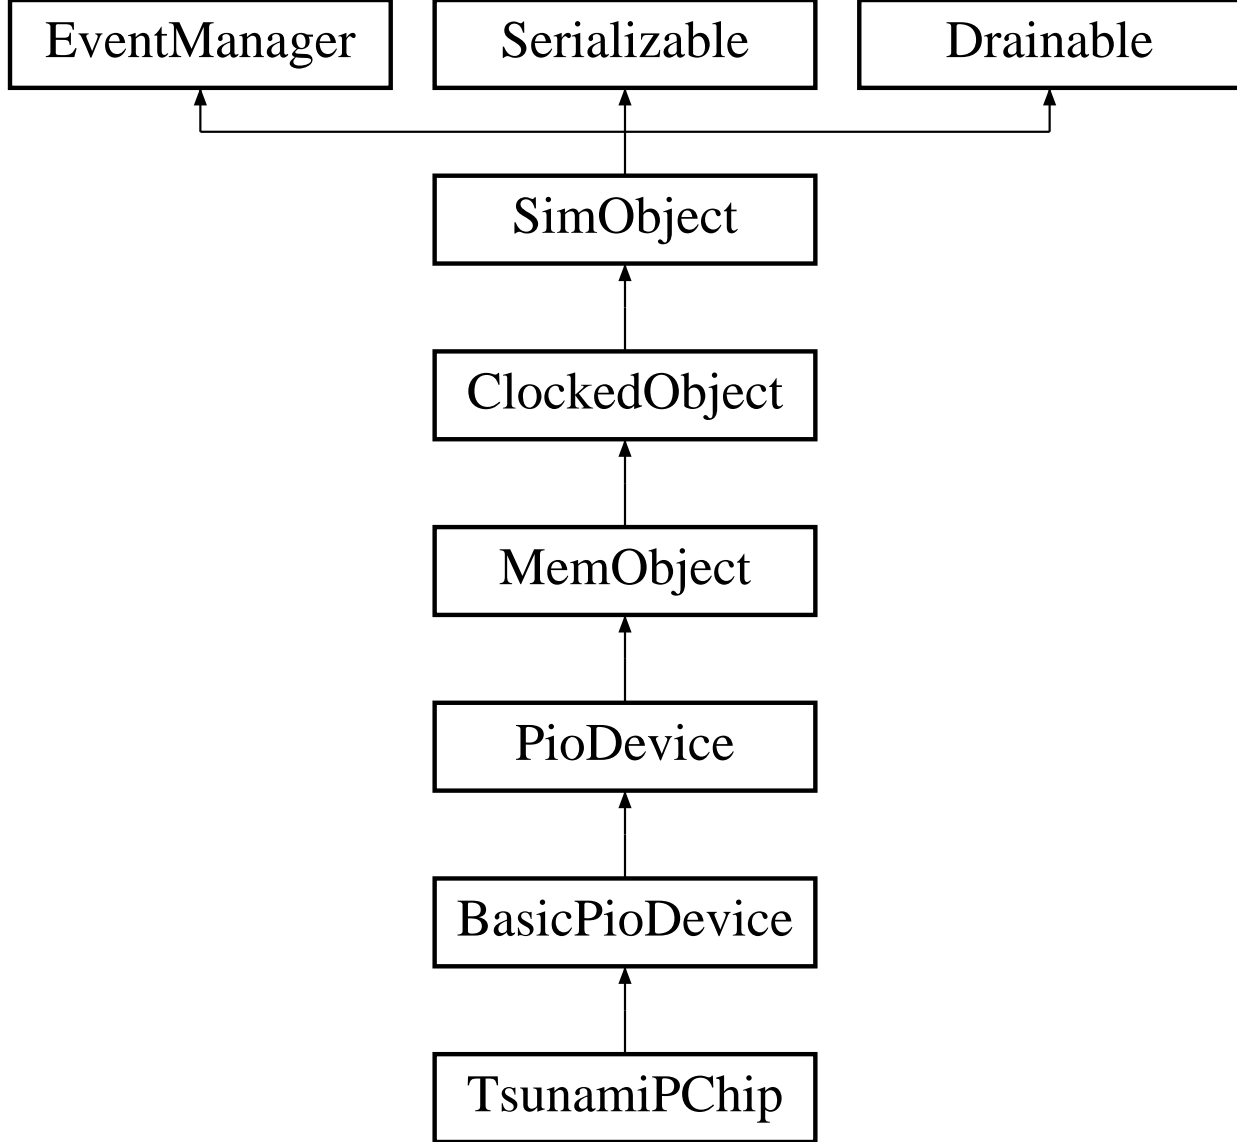 EventManager
Serializable
Drainable
SimObject
ClockedObject
MemObject
PioDevice
BasicPioDevice
TsunamiPChip